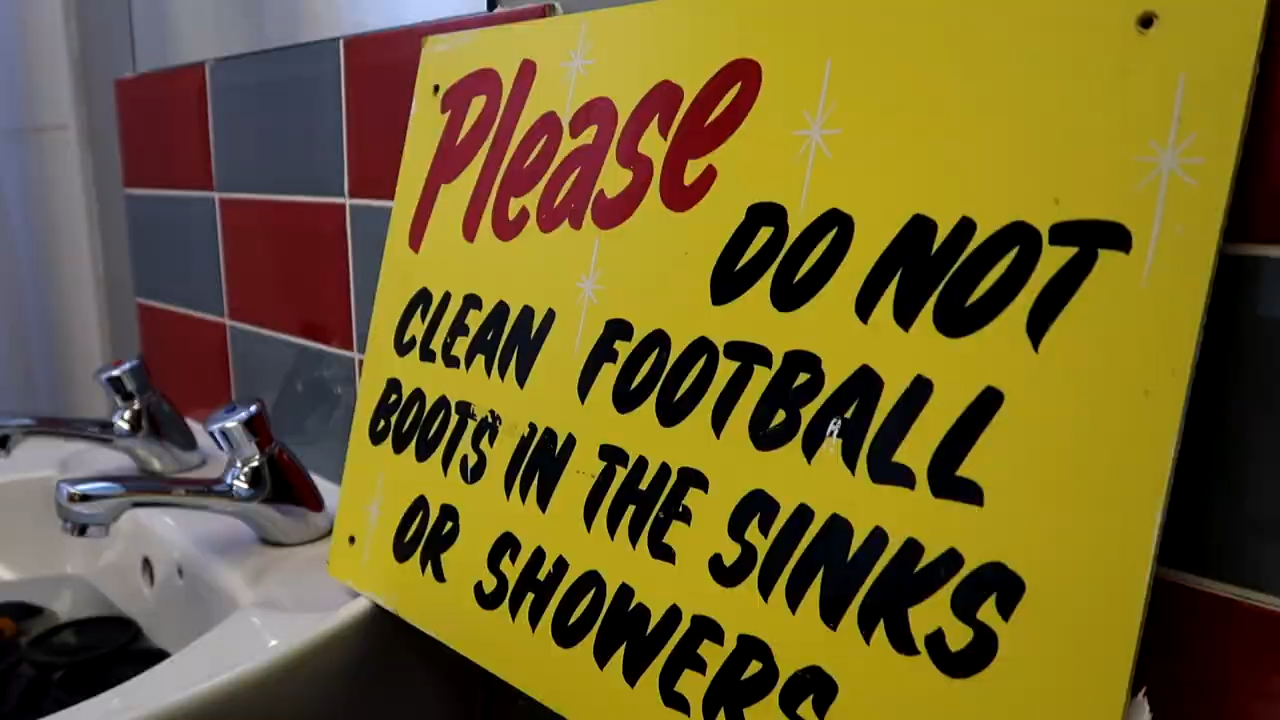 Please
DO NOT
CLEAN FOOTBALL
BOOTS IN THE SINKS
OR SHOWERS